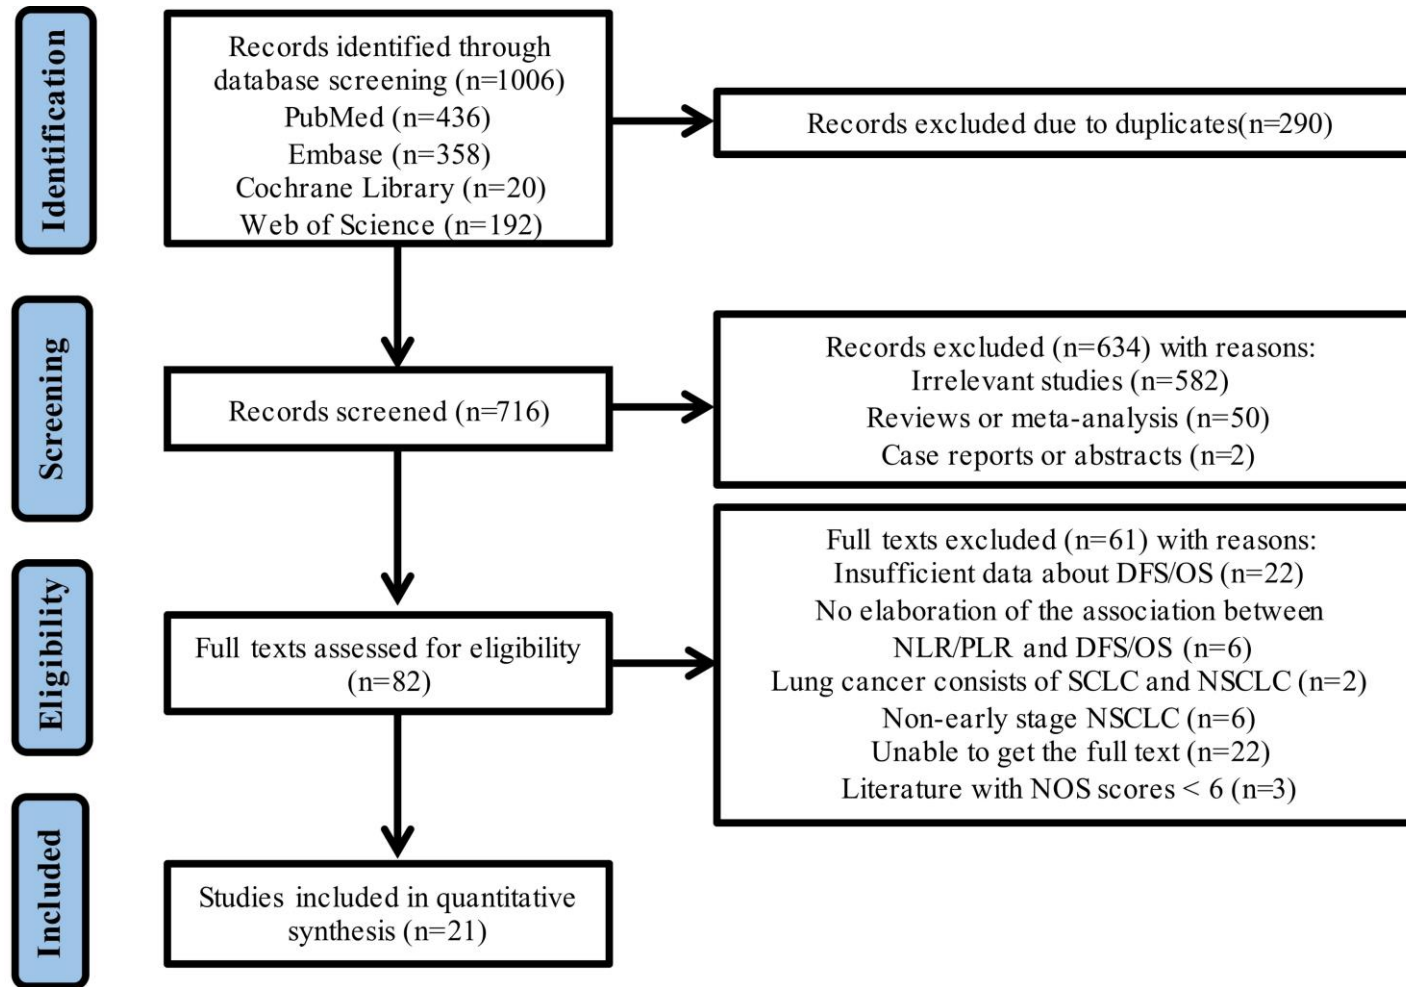 Identification
Records identified through
database screening (n=1006)
PubMed (n=436)
Embase (n=358)
Cochrane Library (n=20)
Web of Science (n=192)
Records excluded due to duplicates(n=290)
Screening
Records screened (n=716)
Records excluded (n=634) with reasons:
Irrelevant studies (n=582)
Reviews or meta-analysis (n=50)
Case reports or abstracts (n=2)
Eligibility
Full texts assessed for eligibility
(n=82)
Full texts excluded (n=61) with reasons:
Insufficient data about DFS/OS (n=22)
No elaboration of the association between
NLR/PLR and DFS/OS (n=6)
Lung cancer consists of SCLC and NSCLC (n=2)
Non-early stage NSCLC (n=6)
Unable to get the full text (n=22)
Literature with NOS scores < 6 (n=3)
Included
Studies included in quantitative
synthesis (n=21)